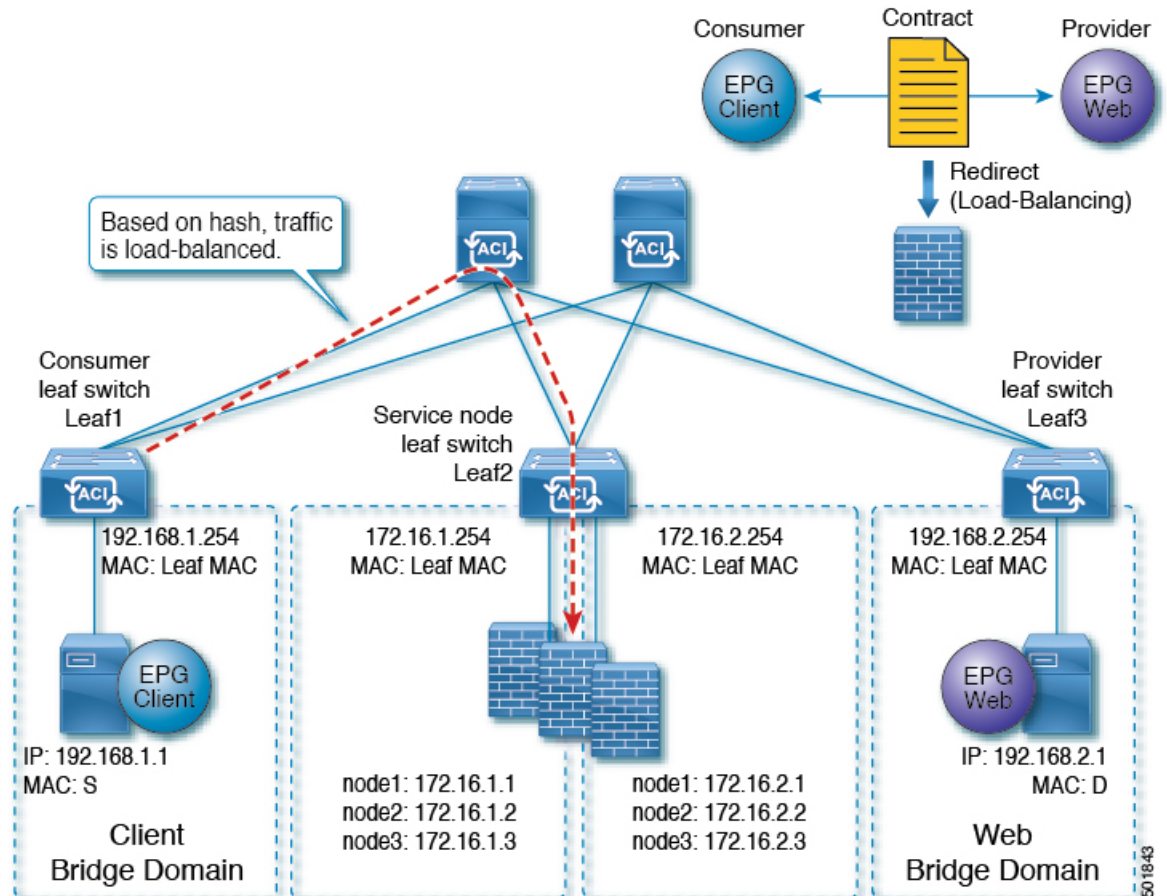 Consumer
Contract
Provider
EPG
Client
EPG
Web
Redirect
(Load-Balancing)
Based on hash, traffic
is load-balanced.
ACI
ACI
Consumer
leaf switch
Leaf1
Service node
leaf switch
Leaf2
Provider
leaf switch
Leaf3
ACI
ACI
ACI
192.168.1.254
MAC: Leaf MAC
172.16.1.254
MAC: Leaf MAC
172.16.2.254
MAC: Leaf MAC
192.168.2.254
MAC: Leaf MAC
EPG
Client
EPG
Web
IP: 192.168.1.1
MAC: S
node1: 172.16.1.1
node2: 172.16.1.2
node3: 172.16.1.3
node1: 172.16.2.1
node2: 172.16.2.2
node3: 172.16.2.3
IP: 192.168.2.1
MAC: D
Client
Bridge Domain
Web
Bridge Domain
501843